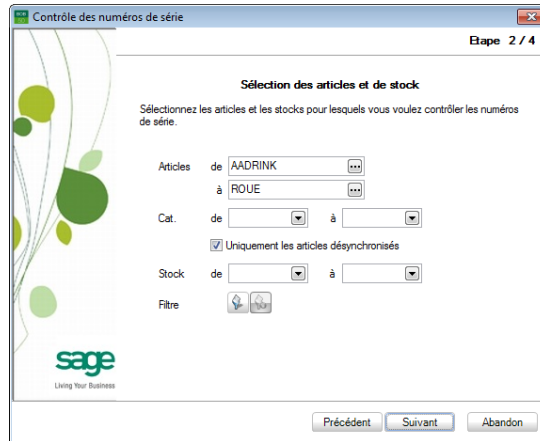 Contrôle des numéros de série
Etape 2 / 4
Sélection des articles et de stock
Sélectionnez les articles et les stocks pour lesquels vous voulez contrôler les numéros
de série.
Articles de AADRINK
à ROUE
Cat. de à
Uniquement les articles désynchronisés
Stock de à
Filtre
sage
Living Your Business
Précédent Suivant Abandon